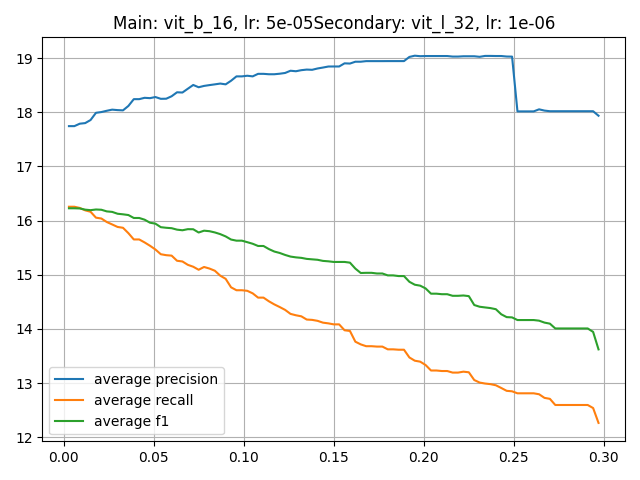 Main: vit_b_16, lr: 5e-05Secondary: vit_l_32, lr: 1e-06
19
18
17
16
15
14
13
12
average precision
average recall
average f1
0.00 0.05 0.10 0.15 0.20 0.25 0.30